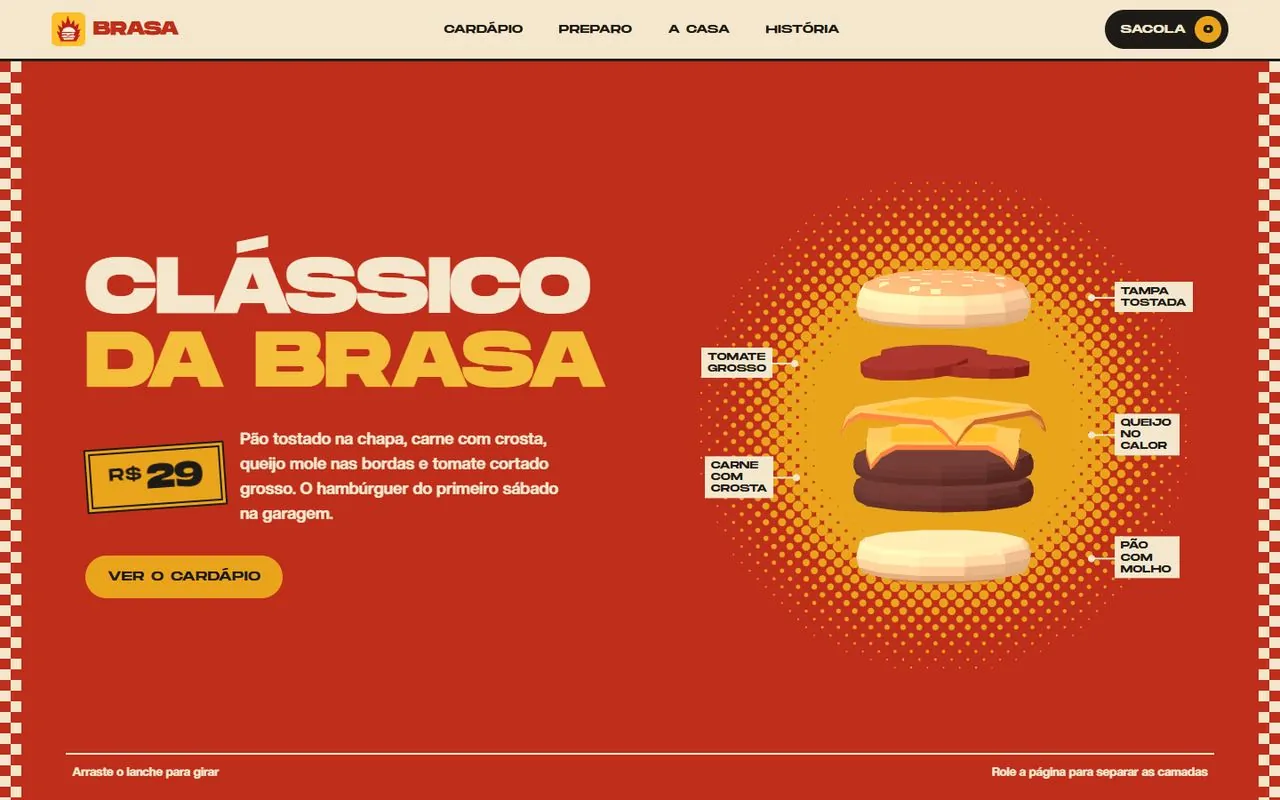 BRASA
CARDÁPIO PREPARO A CASA HISTÓRIA
SACOLA 0
CLÁSSICO
DA BRASA
R$ 29
Pão tostado na chapa, carne com crosta,
queijo mole nas bordas e tomate cortado
grosso. O hambúrguer do primeiro sábado
na garagem.
VER O CARDÁPIO
TAMPA
TOSTADA
TOMATE
GROSSO
QUEIJO
NO
CALOR
CARNE
COM
CROSTA
PÃO
COM
MOLHO
Arraste o lanche para girar
Role a página para separar as camadas